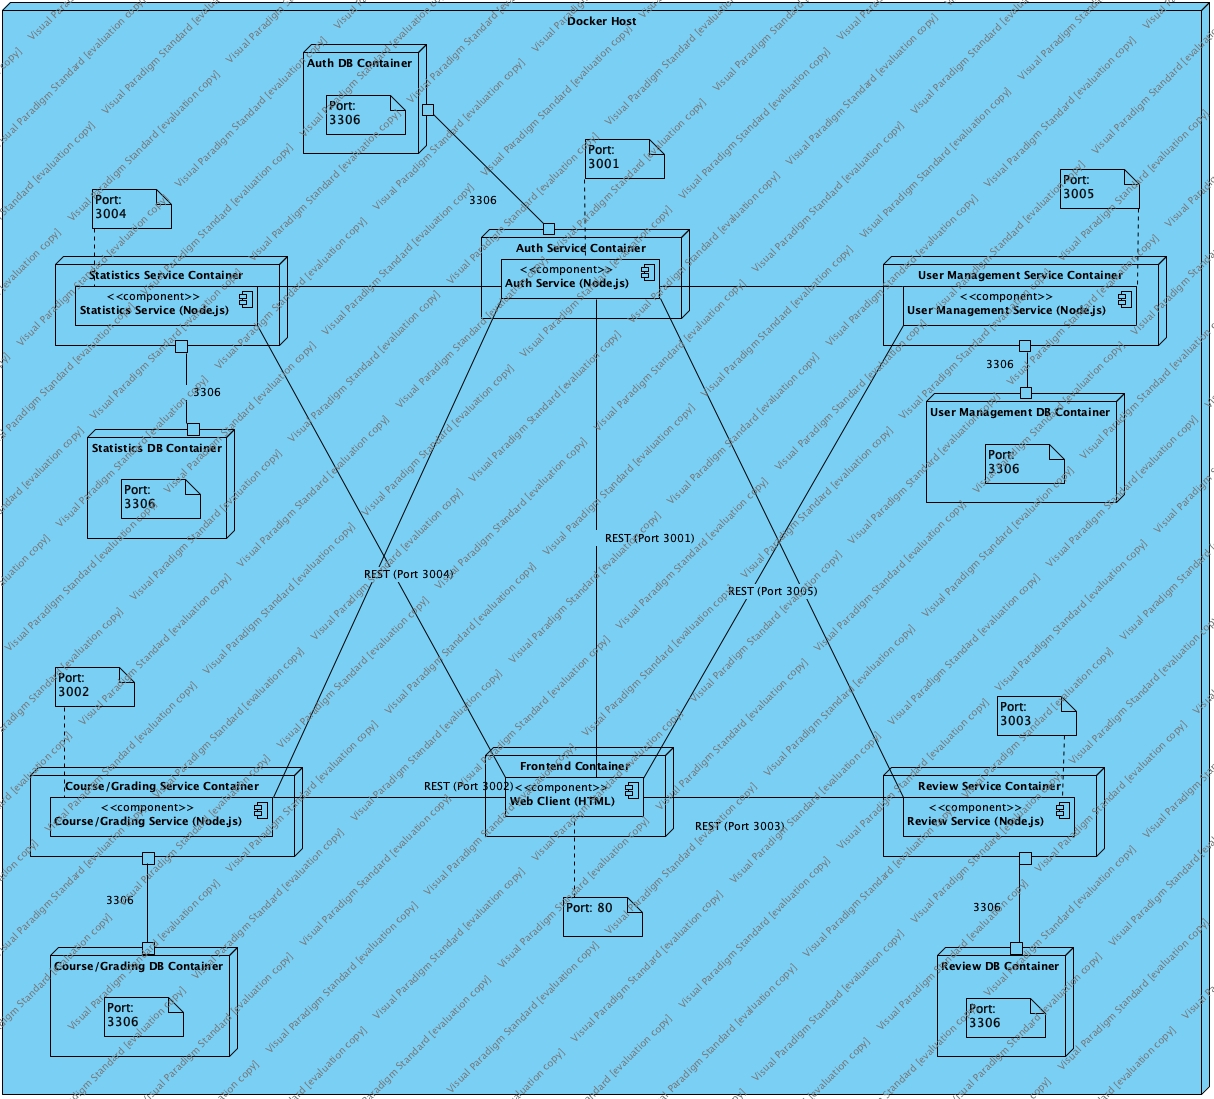 Docker Host
Auth DB Container
Port:
3306
Port:
3001
Port:
3005
Port:
3004
3306
Auth Service Container
<<component>>
Auth Service (Node.js)
Statistics Service Container
<<component>>
Statistics Service (Node.js)
User Management Service Container
<<component>>
User Management Service (Node.js)
3306
3306
User Management DB Container
Port:
3306
Statistics DB Container
Port:
3306
REST (Port 3001)
REST (Port 3004)
REST (Port 3005)
Port:
3002
Port:
3003
Frontend Container
<<component>>
Web Client (HTML)
Course/Grading Service Container
<<component>>
Course/Grading Service (Node.js)
REST (Port 3002)
Review Service Container
<<component>>
Review Service (Node.js)
REST (Port 3003)
3306
Port: 80
3306
Course/Grading DB Container
Port:
3306
Review DB Container
Port:
3306
Visual Paradigm Standard [evaluation copy]